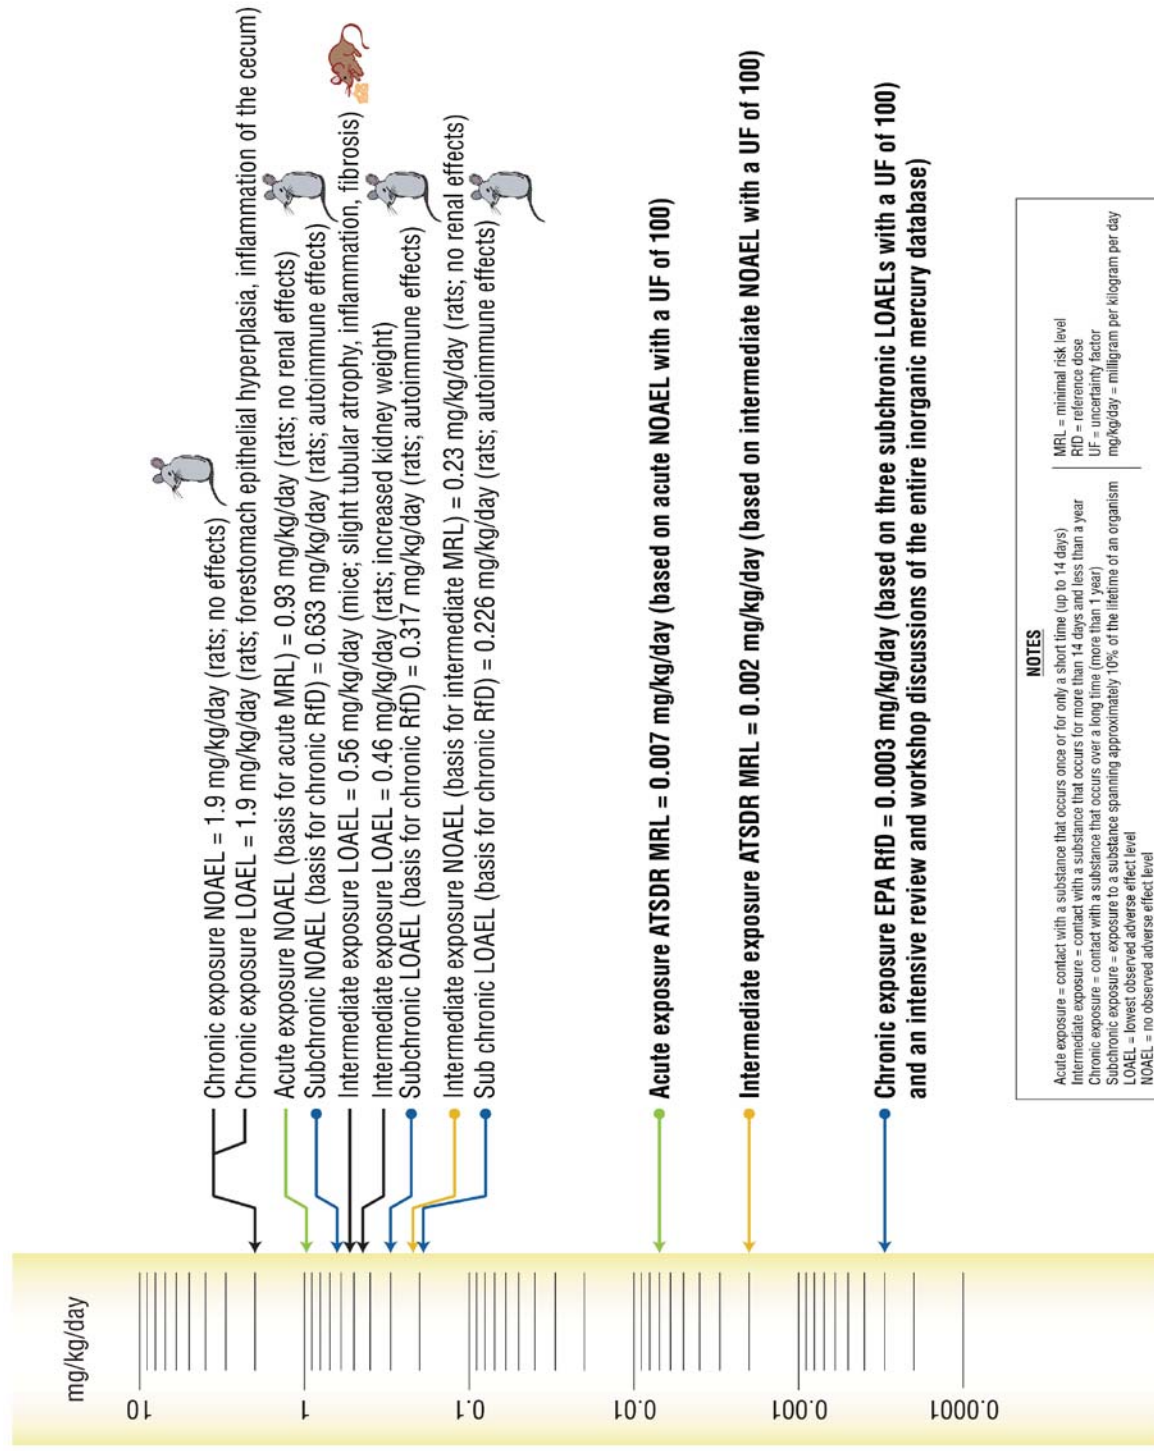 mg/kg/day
10
1
0.1
0.01
0.001
0.0001
Chronic exposure NOAEL = 1.9 mg/kg/day (rats; no effects)
Chronic exposure LOAEL = 1.9 mg/kg/day (rats; forestomach epithelial hyperplasia, inflammation of the cecum)
Acute exposure NOAEL (basis for acute MRL) = 0.93 mg/kg/day (rats; no renal effects)
Subchronic NOAEL (basis for chronic RfD) = 0.633 mg/kg/day (rats; autoimmune effects)
Intermediate exposure LOAEL = 0.56 mg/kg/day (mice; slight tubular atrophy, inflammation, fibrosis)
Intermediate exposure LOAEL = 0.46 mg/kg/day (rats; increased kidney weight)
Subchronic LOAEL (basis for chronic RfD) = 0.317 mg/kg/day (rats; autoimmune effects)
Intermediate exposure NOAEL (basis for intermediate MRL) = 0.23 mg/kg/day (rats; no renal effects)
Sub chronic LOAEL (basis for chronic RfD) = 0.226 mg/kg/day (rats; autoimmune effects)
Acute exposure ATSDR MRL = 0.007 mg/kg/day (based on acute NOAEL with a UF of 100)
Intermediate exposure ATSDR MRL = 0.002 mg/kg/day (based on intermediate NOAEL with a UF of 100)
Chronic exposure EPA RfD = 0.0003 mg/kg/day (based on three subchronic LOAELs with a UF of 100)
and an intensive review and workshop discussions of the entire inorganic mercury database)
NOTES
Acute exposure = contact with a substance that occurs once or for only a short time (up to 14 days)
Intermediate exposure = contact with a substance that occurs for more than 14 days and less than a year
Chronic exposure = contact with a substance that occurs over a long time (more than 1 year)
Subchronic exposure = exposure to a substance spanning approximately 10% of the lifetime of an organism
LOAEL = lowest observed adverse effect level
NOAEL = no observed adverse effect level
MRL = minimal risk level
RfD = reference dose
UF = uncertainty factor
mg/kg/day = milligram per kilogram per day